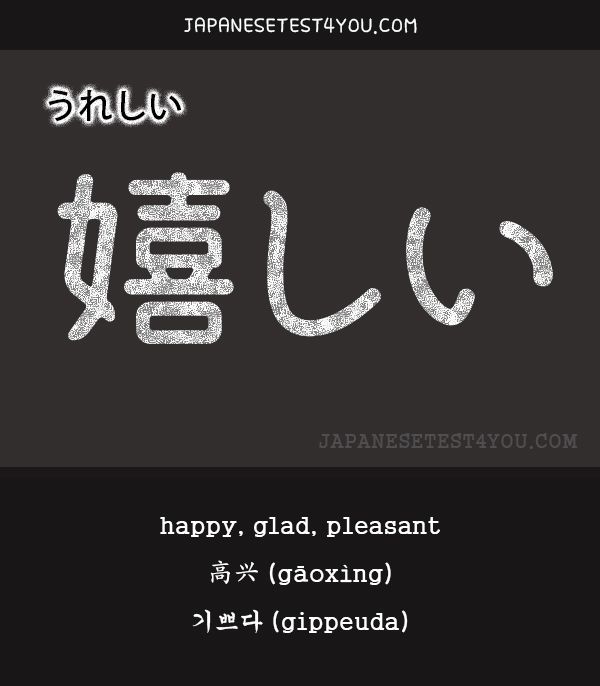 JAPANESETEST4YOU.COM
うれしい
嬉しい
JAPANESETEST4YOU.COM
happy, glad, pleasant
高兴 (gāoxìng)
기쁘다 (gippeuda)